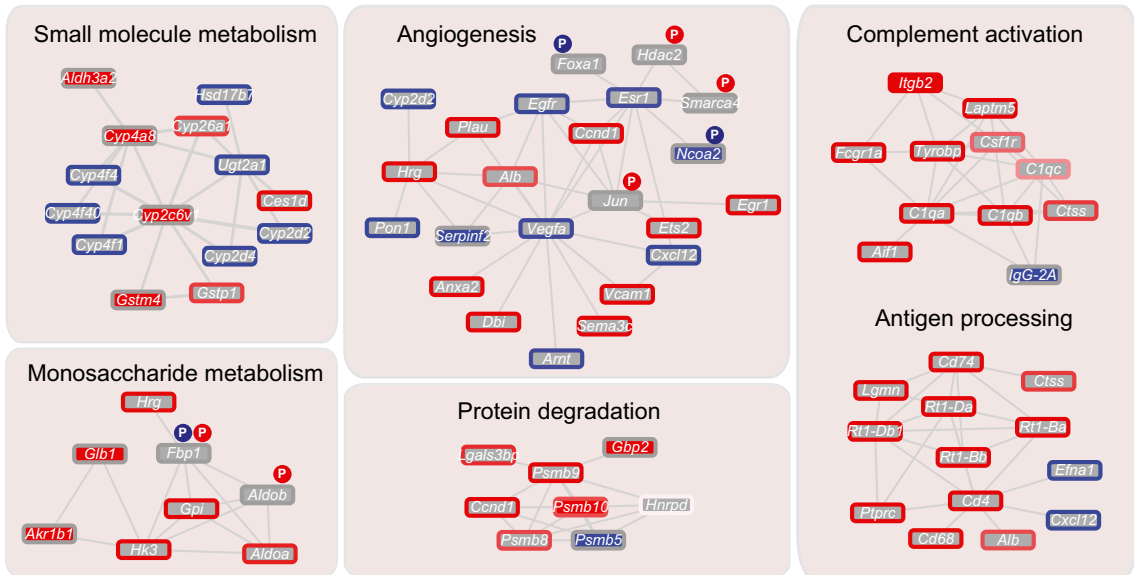 Small molecule metabolism
Aldh3a2
Hsd17b7
Cyp4a8
Cyp26a1
Cyp4f4
Ugt2a1
Cyp4f40
Cyp2c6v1
Ces1d
Cyp4f1
Cyp2d2
Cyp2d4
Gstm4
Gstp1
Monosaccharide metabolism
Hrg
P P
Glb1
Fbp1
P
Aldob
Gpi
Akr1b1
Hk3
Aldoa
Angiogenesis
P
P
Foxa1
Hdac2
P
Cyp2d2
Egfr
Esr1
Smarca4
Plau
Ccnd1
P
Ncoa2
Hrg
Alb
P
Jun
Egr1
Pon1
Serpinf2
Vegfa
Ets2
Cxcl12
Anxa2
Vcam1
Dbi
Sema3c
Arnt
Protein degradation
Lgals3bp
Gbp2
Psmb9
Ccnd1
Psmb10
Hnrpd
Psmb8
Psmb5
Complement activation
Itgb2
Laptm5
Fcgr1a
Tyrobp
Csf1r
C1qc
C1qa
C1qb
Ctss
Aif1
IgG-2A
Antigen processing
Cd74
Lgmn
Ctss
Rt1-Da
Rt1-Db1
Rt1-Ba
Rt1-Bb
Efna1
Ptprc
Cd4
Cxcl12
Cd68
Alb